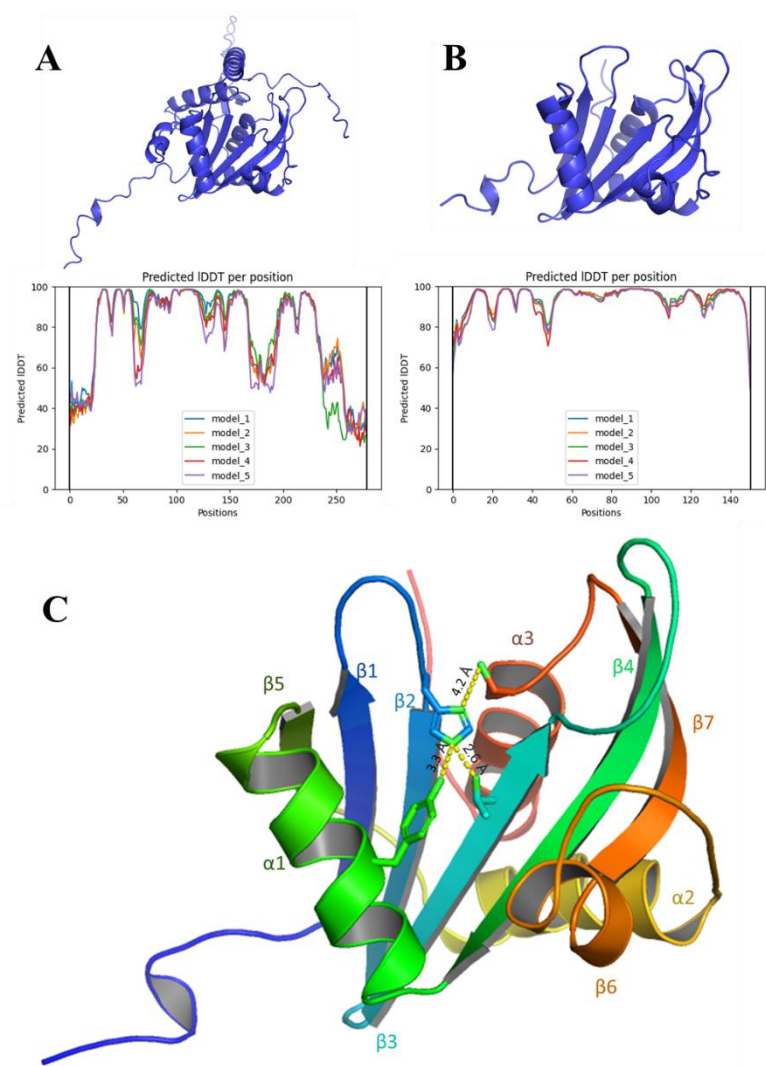 A
B
Predicted lDDT per position
100
80
60
40
20
0
Predicted lDDT
model_1
model_2
model_3
model_4
model_5
0
50
100
150
200
250
Positions
Predicted lDDT per position
100
80
60
40
20
0
Predicted lDDT
model_1
model_2
model_3
model_4
model_5
0
20
40
60
80
100
120
140
Positions
C
α3
4.2 Å
β1
β4
β5
β2
β7
3.3 Å
2.6 Å
α1
α2
β6
β3